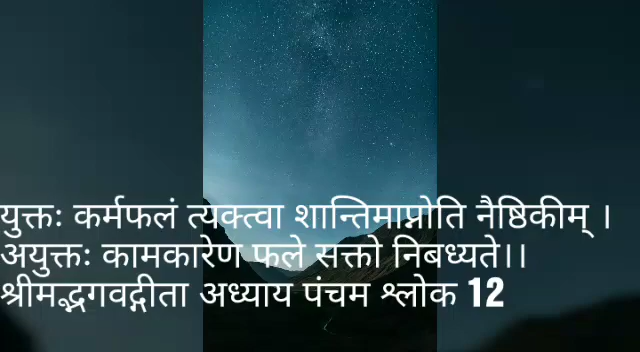 युक्तः कर्मफलं त्यक्त्वा शान्तिमाप्नोति नैष्ठिकीम् ।
अयुक्तः कामकारेण फले सक्तो निबध्यते।।
श्रीमद्भगवद्गीता अध्याय पंचम श्लोक 12